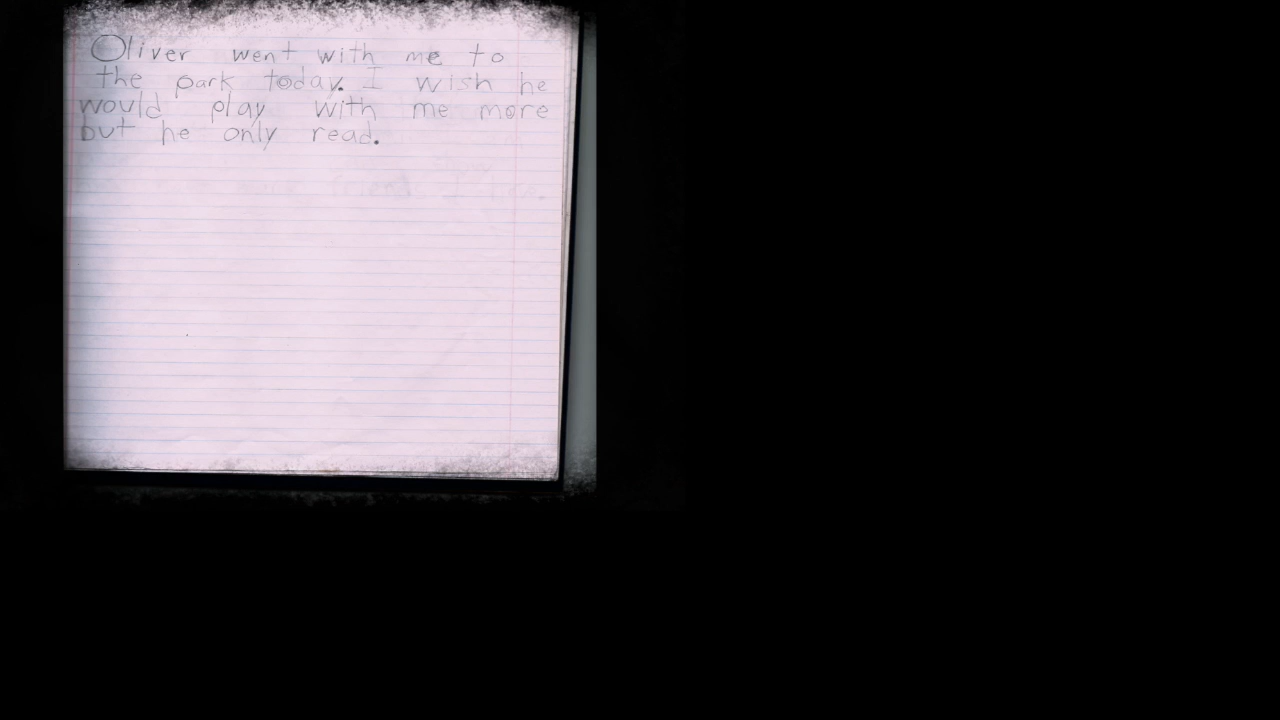 Oliver went with me to
the park today. I wish he
would play with me more
but he only read.